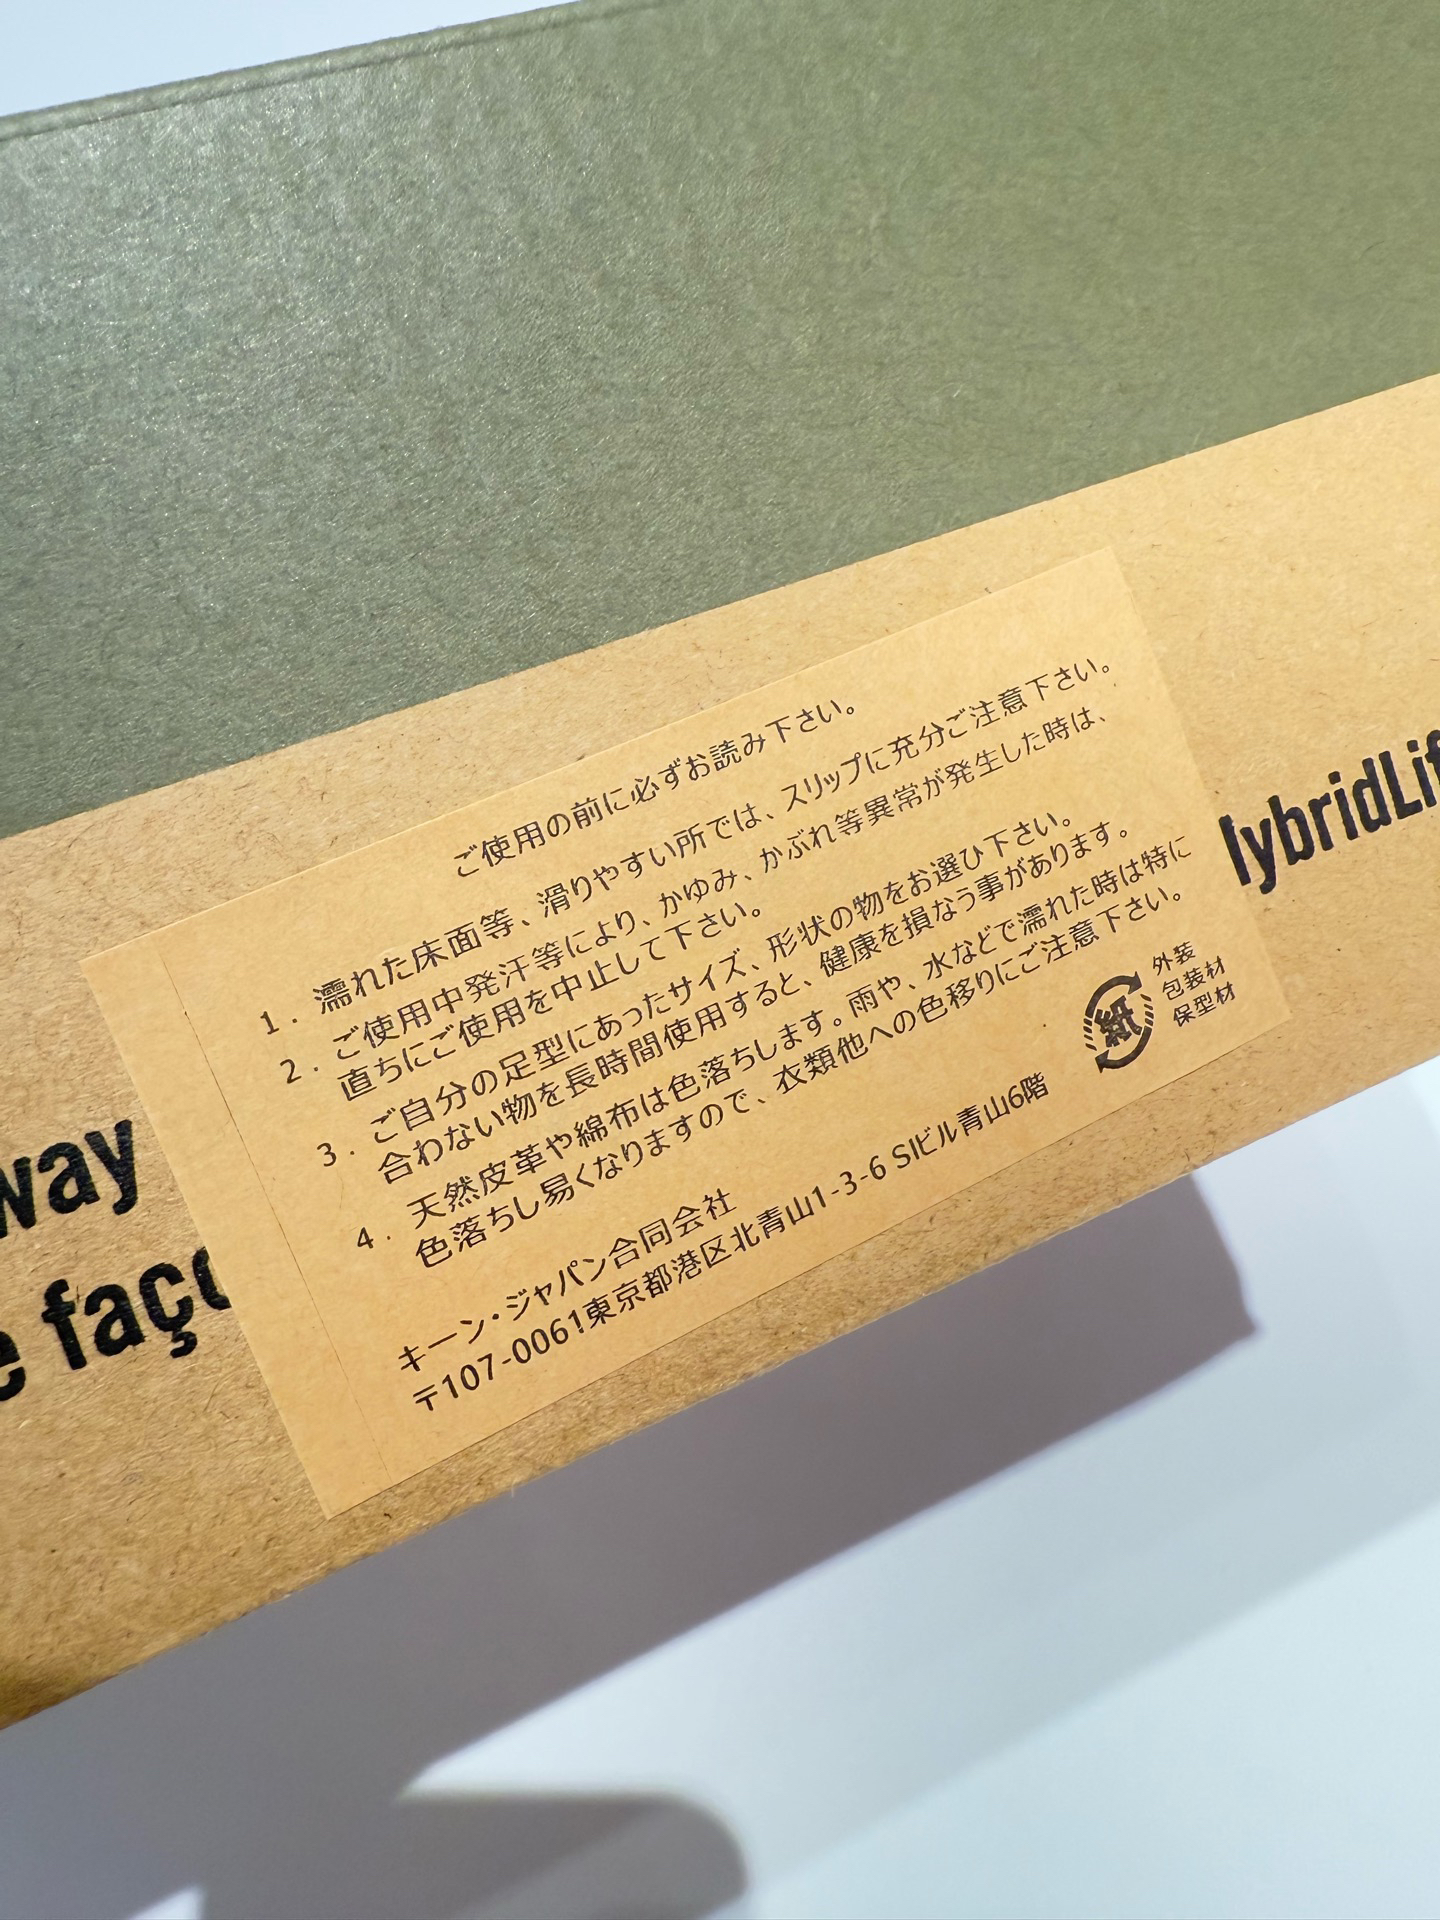 ご使用の前に必ずお読み下さい。
1. 濡れた床面等、滑りやすい所では、スリップに充分ご注意下さい。
2. ご使用中発汗等により、かゆみ、かぶれ等異常が発生した時は、
直ちにご使用を中止して下さい。
3. ご自分の足型にあったサイズ、形状の物をお選ひ下さい。
合わない物を長時間使用すると、健康を損なう事があります。
4. 天然皮革や綿布は色落ちします。雨や、水などで濡れた時は特に
色落ちし易くなりますので、衣類他への色移りにご注意下さい。
キーン・ジャパン合同会社
〒107-0061東京都港区北青山1-3-6 SIビル青山6階
紙
外装
包装材
保型材
way
e faço
lybridLif